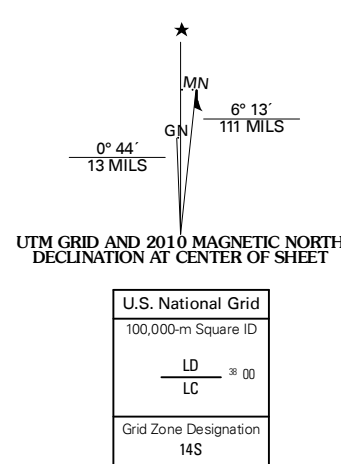 MN
6° 13´
111 MILS
GN
0° 44´
13 MILS
UTM GRID AND 2010 MAGNETIC NORTH
DECLINATION AT CENTER OF SHEET
U.S. National Grid
100,000-m Square ID
LD
38 00
LC
Grid Zone Designation
14S